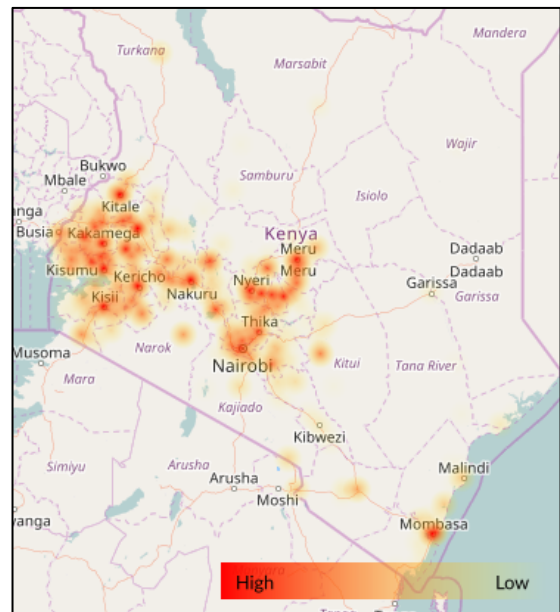 Turkana
Mandera
Marsabit
Bukwo
Wajir
Mbale
Samburu
Isiolo
Kitale
nga
Busia
Kakamega
Kenya
Meru
Dadaab
Kisumu
Kericho
Meru
Dadaab
Nyeri
Garissa
Kisii
Nakuru
Garissa
Thika
Musoma
Narok
Nairobi
Kitui
Tana River
Mara
Kajiado
Kibwezi
Simiyu
Arusha
Malindi
Arusha
Moshi
vanga
Mombasa
High
Low